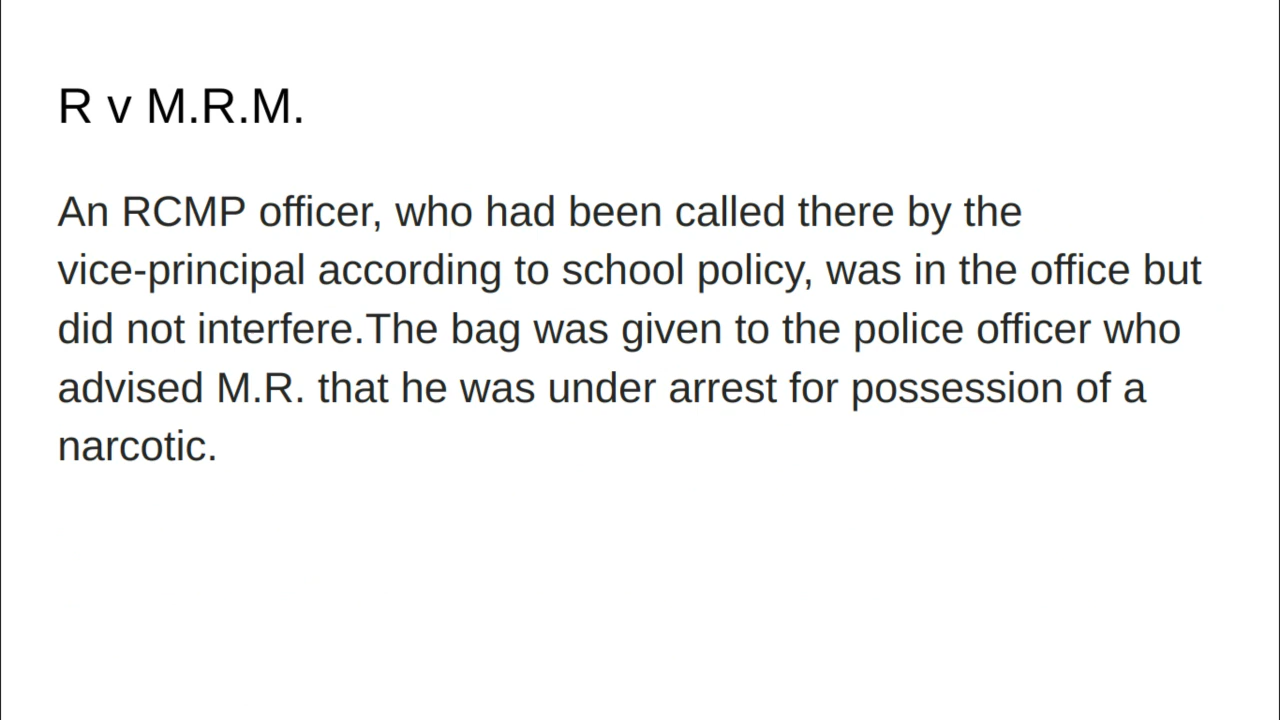 R v M.R.M.
An RCMP officer, who had been called there by the
vice-principal according to school policy, was in the office but
did not interfere.The bag was given to the police officer who
advised M.R. that he was under arrest for possession of a
narcotic.